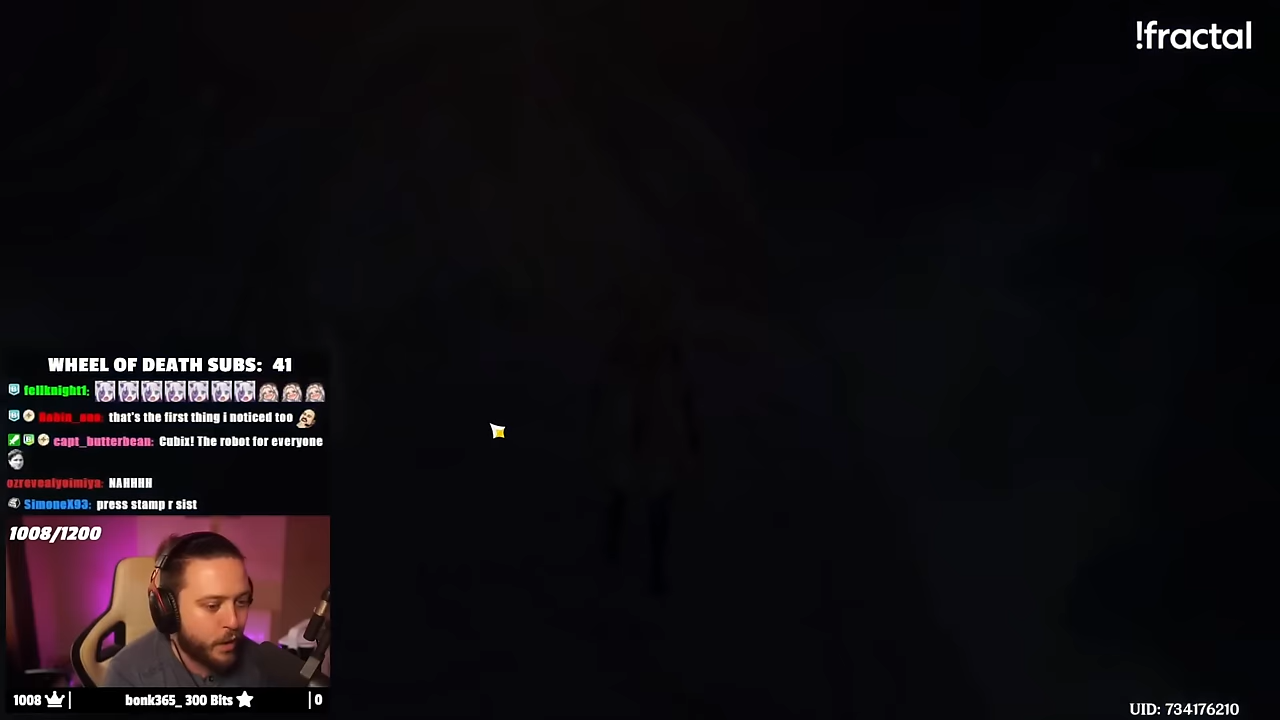 !fractal
WHEEL OF DEATH SUBS: 41
fellknight1:
that's the first thing i noticed too
capt_butterbean: Cubix! The robot for everyone
ozrevealyoimiya: NAHHHH
SimoneX93: press stamp r sist
1008/1200
1008
bonk365_ 300 Bits
0
UID: 734176210